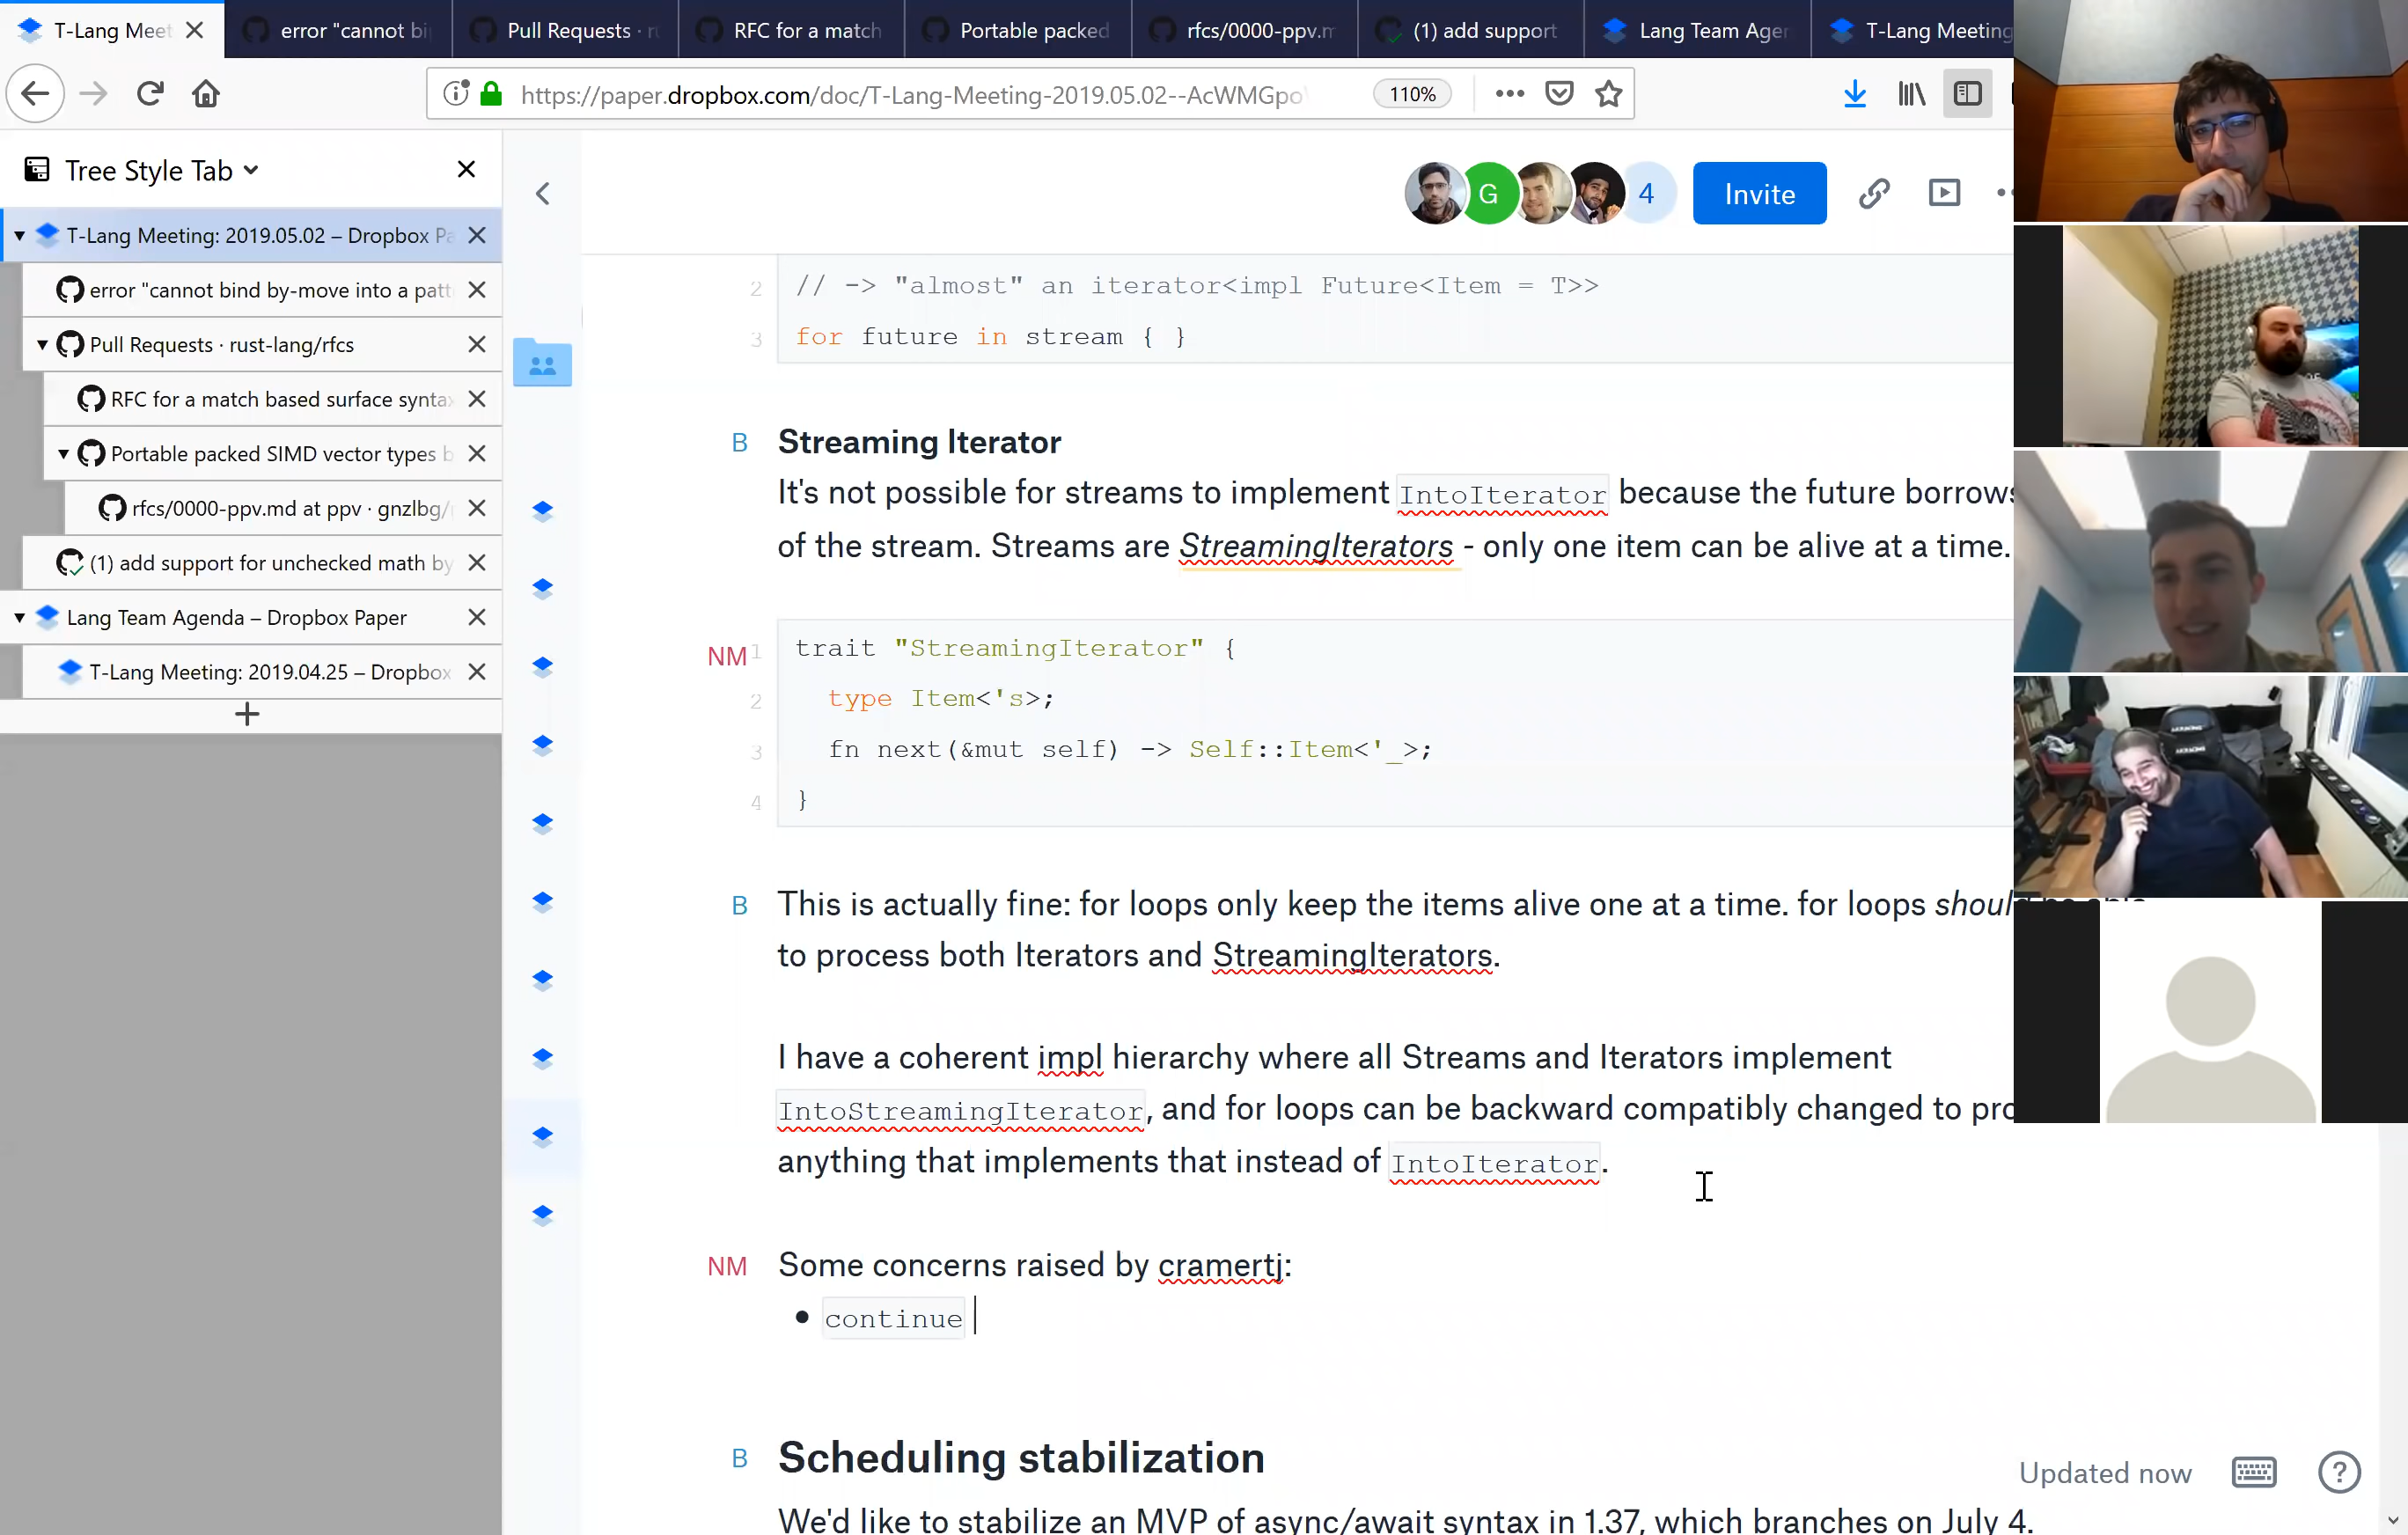 T-Lang Meet
error "cannot bi
Pull Requests · r
RFC for a match
Portable packed
rfcs/0000-ppv.m
(1) add support
Lang Team Age
T-Lang Meeting
https://paper.dropbox.com/doc/T-Lang-Meeting-2019.05.02--AcWMGpo
110%
Tree Style Tab
T-Lang Meeting: 2019.05.02 – Dropbox Pa
error "cannot bind by-move into a patt
Pull Requests · rust-lang/rfcs
RFC for a match based surface syntax
Portable packed SIMD vector types b
rfcs/0000-ppv.md at ppv · gnzlbg/
(1) add support for unchecked math by
Lang Team Agenda – Dropbox Paper
T-Lang Meeting: 2019.04.25 – Dropbox
G
4
Invite
2 // -> "almost" an iterator<impl Future<Item = T>>
3 for future in stream { }
B Streaming Iterator
It's not possible for streams to implement IntoIterator because the future borrows
of the stream. Streams are StreamingIterators - only one item can be alive at a time.
NM 1 trait "StreamingIterator" {
2 type Item<'s>;
3 fn next(&mut self) -> Self::Item<'_>;
4 }
B This is actually fine: for loops only keep the items alive one at a time. for loops shoul
to process both Iterators and StreamingIterators.
I have a coherent impl hierarchy where all Streams and Iterators implement
IntoStreamingIterator, and for loops can be backward compatibly changed to pro
anything that implements that instead of IntoIterator.
NM Some concerns raised by cramertj:
• continue
B Scheduling stabilization
We'd like to stabilize an MVP of async/await syntax in 1.37, which branches on July 4.
Updated now
?